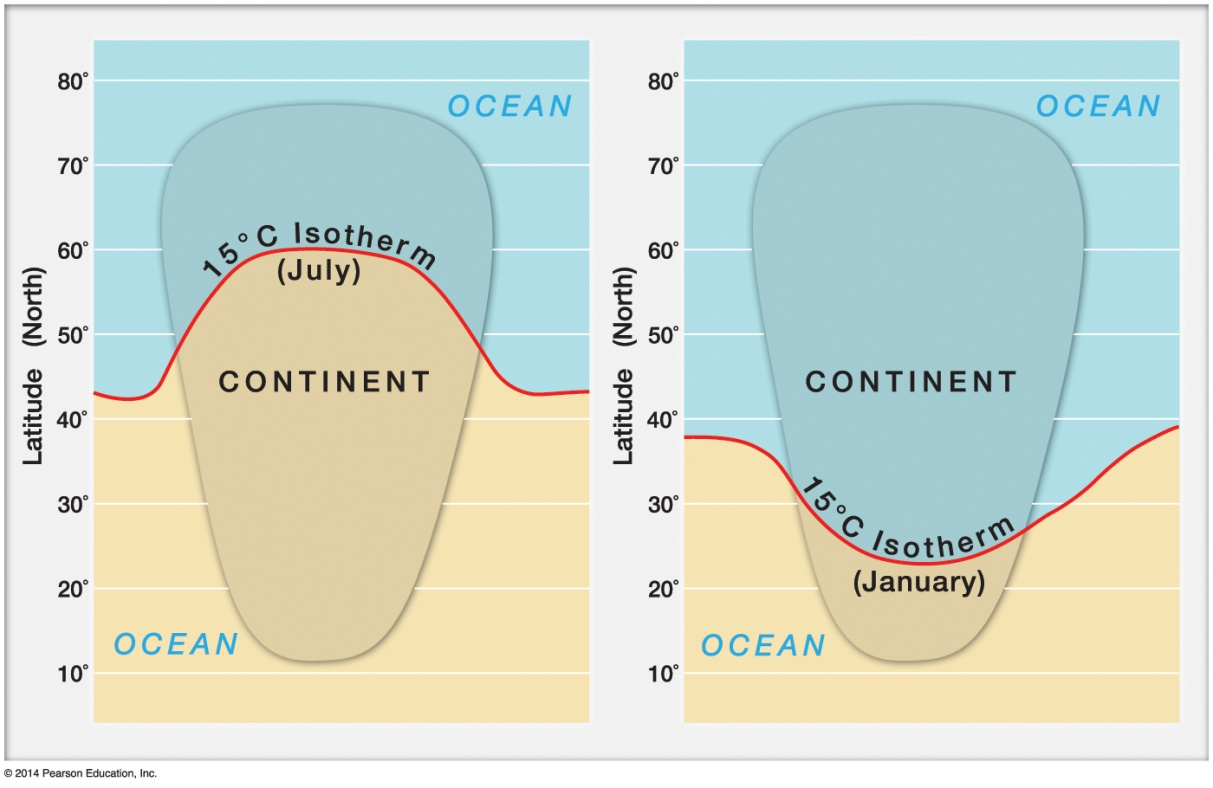 80°
70°
60°
50°
40°
30°
20°
10°
Latitude (North)
OCEAN
15°C Isotherm
(July)
CONTINENT
OCEAN
80°
70°
60°
50°
40°
30°
20°
10°
Latitude (North)
OCEAN
CONTINENT
15°C Isotherm
(January)
OCEAN
© 2014 Pearson Education, Inc.